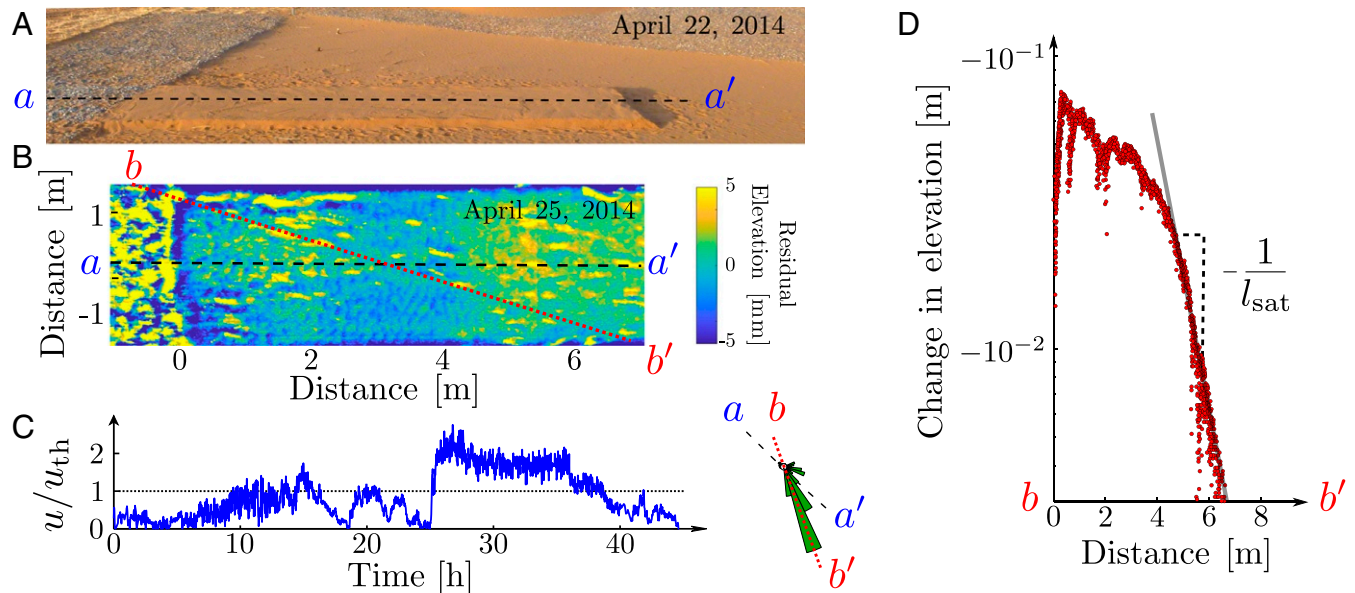 A
April 22, 2014
a
a′
B
b
April 25, 2014
a
a′
b′
1
-1
Distance [m]
0
2
4
6
Distance [m]
5
0
-5
Residual
Elevation [mm]
C
u/u_th
2
1
0
0
10
20
30
40
Time [h]
a
b
a′
b′
D
−10⁻¹
−10⁻²
Change in elevation [m]
− 1
l_sat
b
b′
0
2
4
6
8
Distance [m]